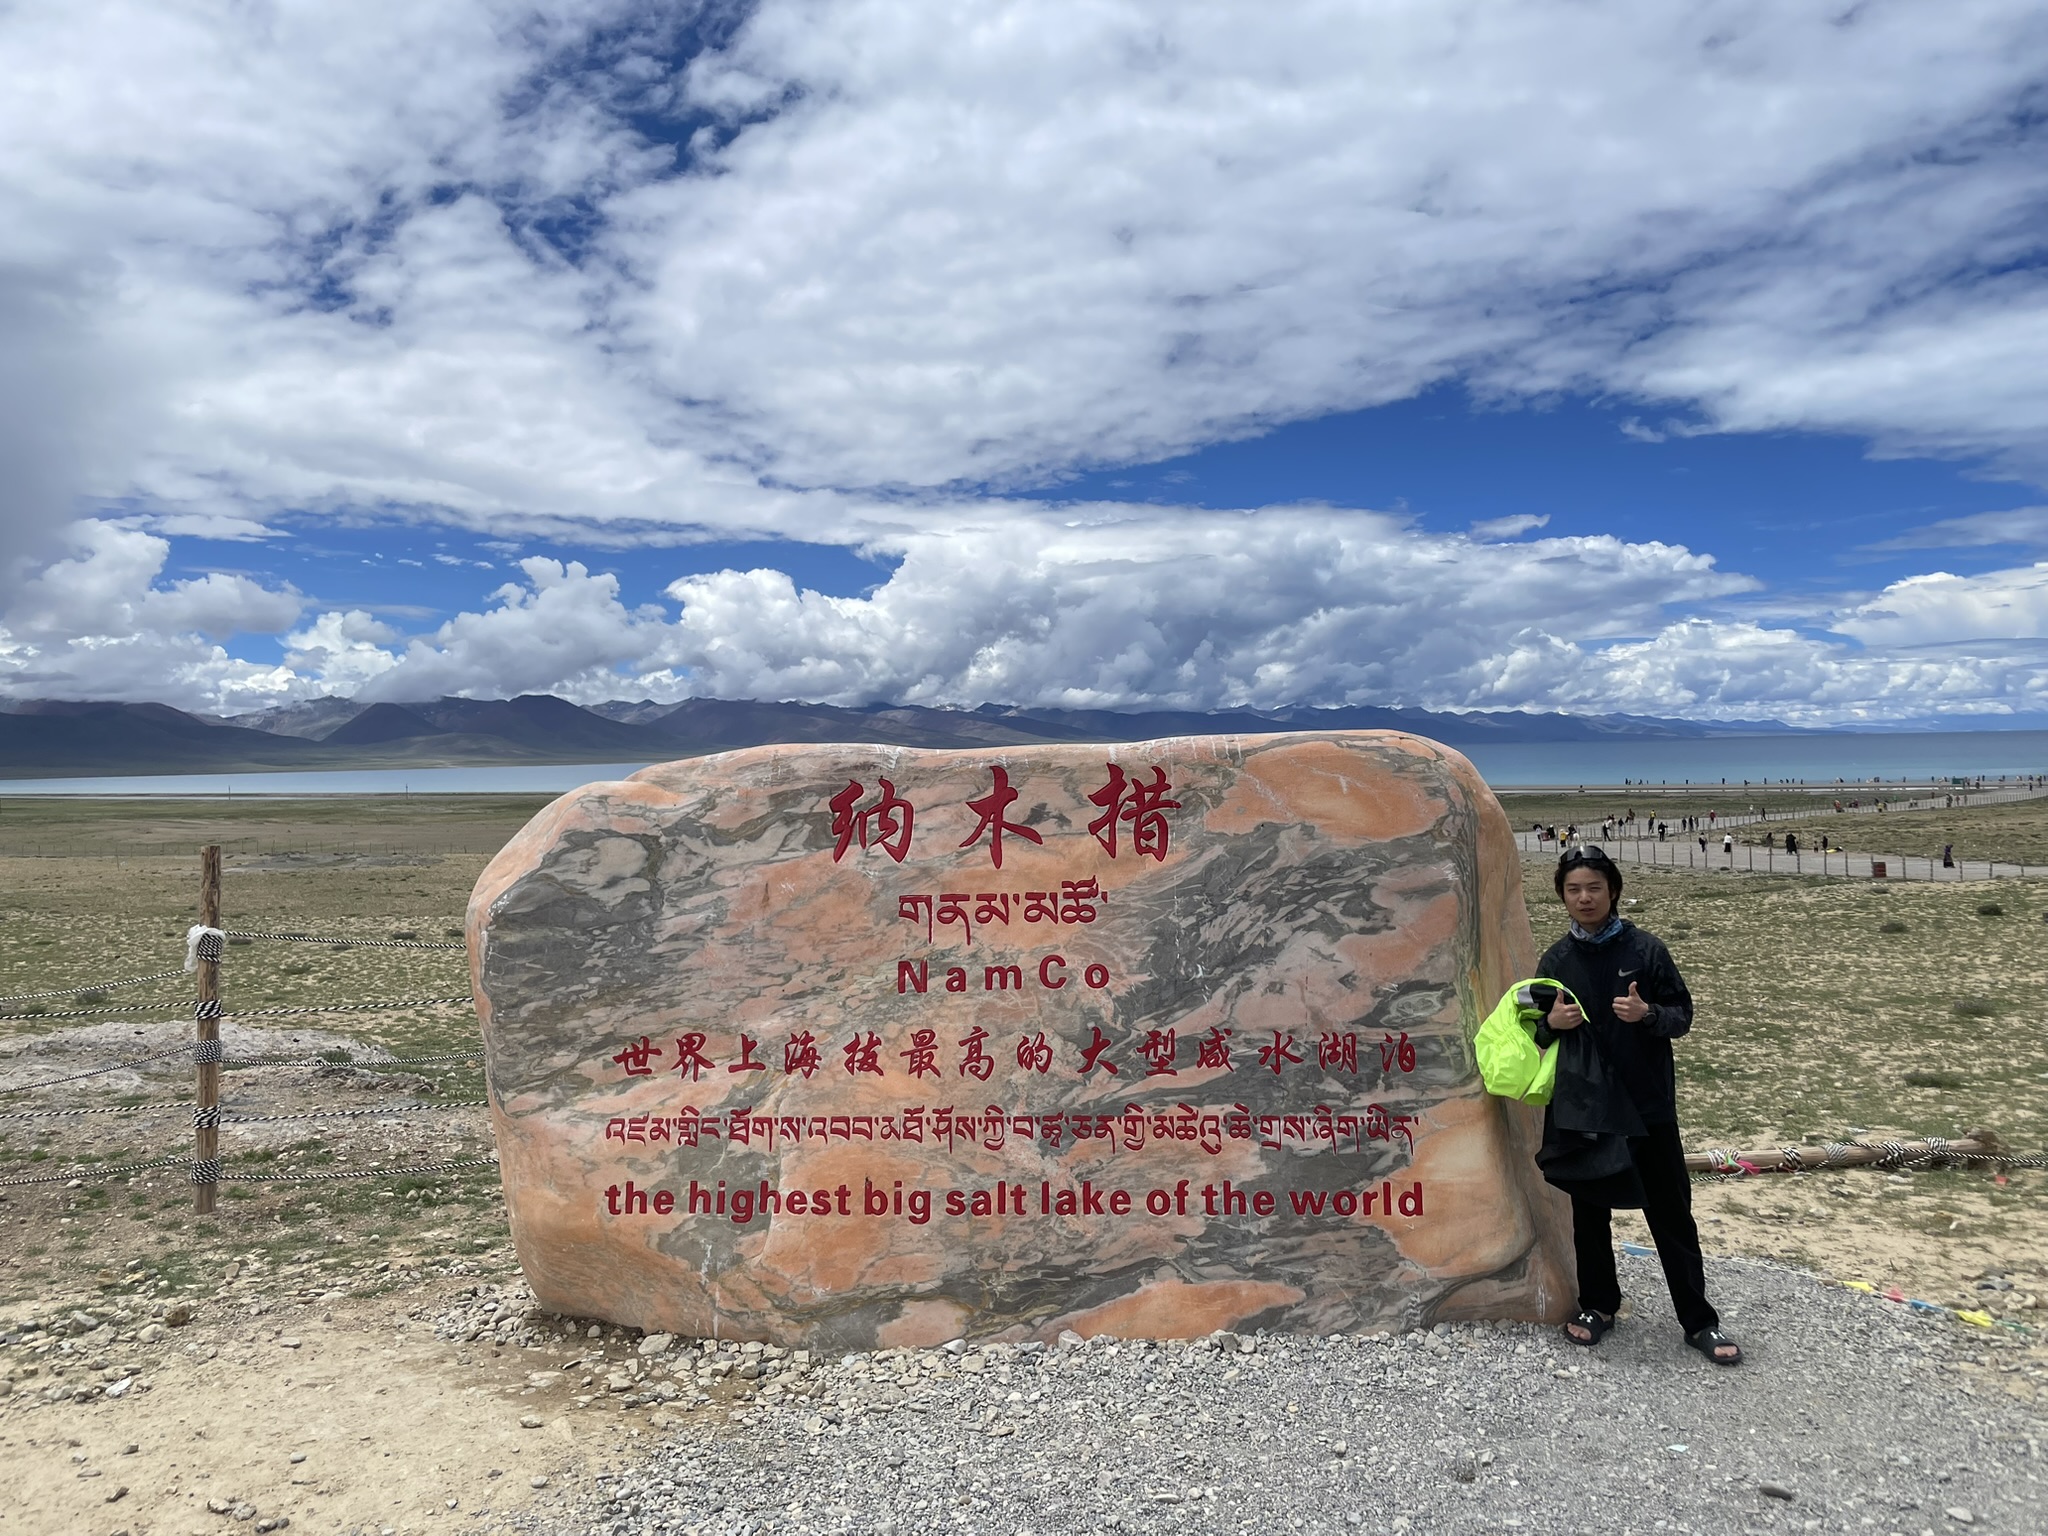 纳木措
གནམ་མཚོ་
NamCo
世界上海拔最高的大型咸水湖泊
འཛམ་གླིང་ཐོག་ས་འབབ་མཐོ་ཤོས་ཀྱི་བ་ཚྭ་ཅན་གྱི་མཚེའུ་ཆེ་གྲས་ཞིག་ཡིན་
the highest big salt lake of the world